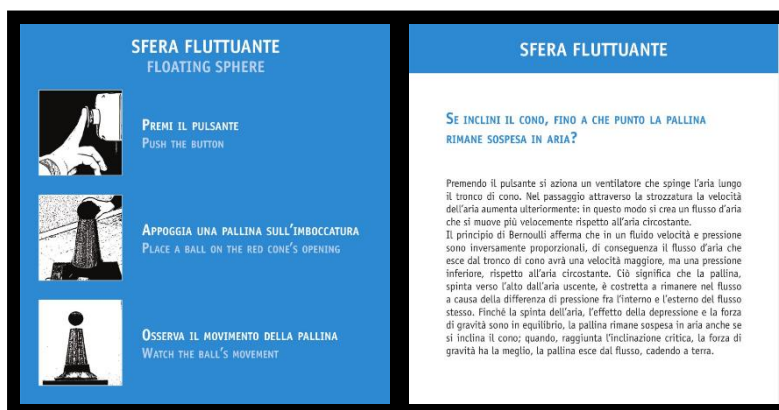 SFERA FLUTTUANTE
FLOATING SPHERE
PREMI IL PULSANTE
PUSH THE BUTTON
APPOGGIA UNA PALLINA SULL'IMBOCCATURA
PLACE A BALL ON THE RED CONE'S OPENING
OSSERVA IL MOVIMENTO DELLA PALLINA
WATCH THE BALL'S MOVEMENT
SFERA FLUTTUANTE
SE INCLINI IL CONO, FINO A CHE PUNTO LA PALLINA
RIMANE SOSPESA IN ARIA?
Premendo il pulsante si aziona un ventilatore che spinge l'aria lungo
il tronco di cono. Nel passaggio attraverso la strozzatura la velocità
dell'aria aumenta ulteriormente: in questo modo si crea un flusso d'aria
che si muove più velocemente rispetto all'aria circostante.
Il principio di Bernoulli afferma che in un fluido velocità e pressione
sono inversamente proporzionali, di conseguenza il flusso d'aria che
esce dal tronco di cono avrà una velocità maggiore, ma una pressione
inferiore, rispetto all'aria circostante. Ciò significa che la pallina,
spinta verso l'alto dall'aria uscente, è costretta a rimanere nel flusso
a causa della differenza di pressione fra l'interno e l'esterno del flusso
stesso. Finché la spinta dell'aria, l'effetto della depressione e la forza
di gravità sono in equilibrio, la pallina rimane sospesa in aria anche se
si inclina il cono; quando, raggiunta l'inclinazione critica, la forza di
gravità ha la meglio, la pallina esce dal flusso, cadendo a terra.